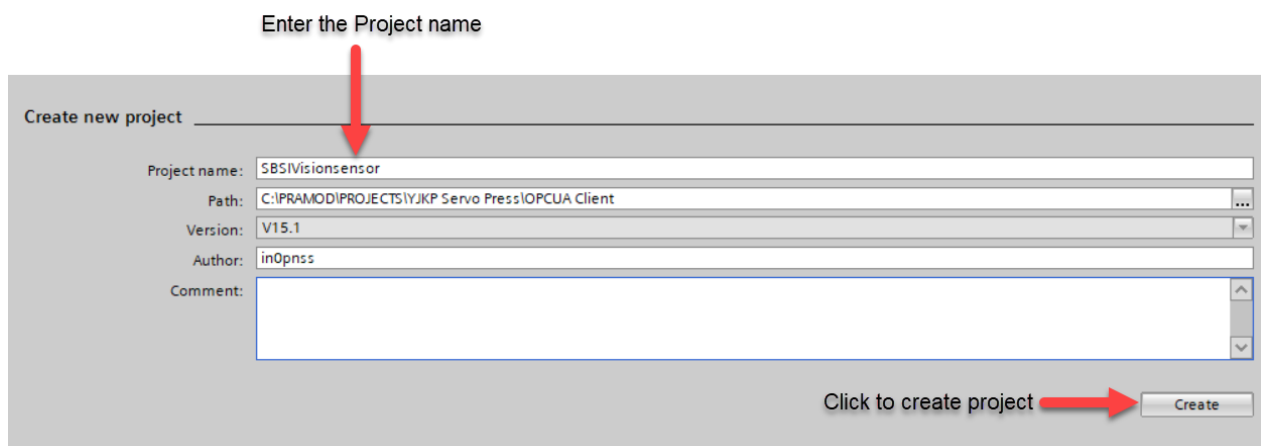 Enter the Project name
Create new project
Project name: SBSIVisionsensor
Path: C:\PRAMOD\PROJECTS\YJKP Servo Press\OPCUA Client
...
Version: V15.1
Author: in0pnss
Comment:
Click to create project
Create